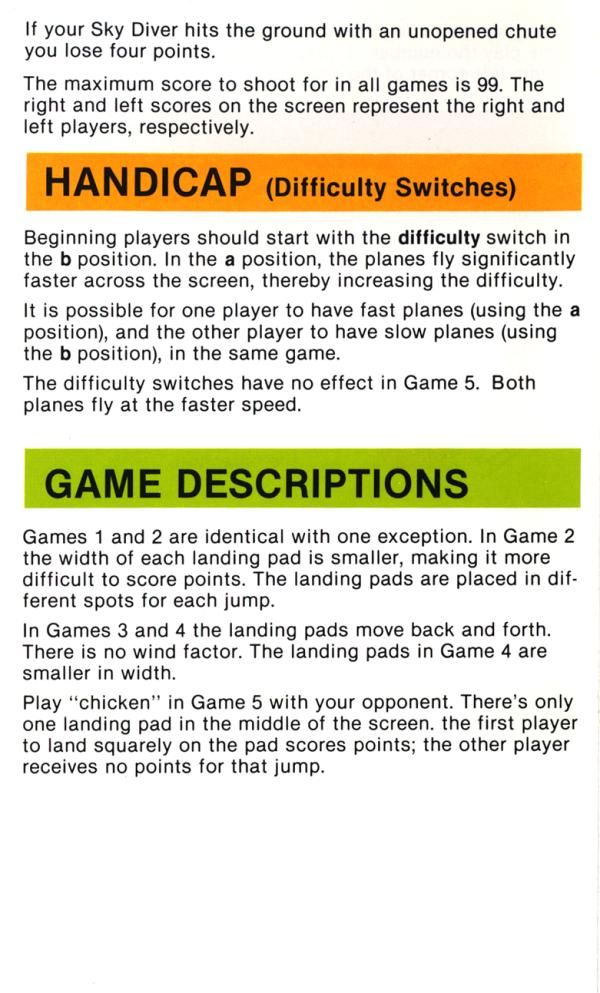 If your Sky Diver hits the ground with an unopened chute
you lose four points.
The maximum score to shoot for in all games is 99. The
right and left scores on the screen represent the right and
left players, respectively.
HANDICAP (Difficulty Switches)
Beginning players should start with the difficulty switch in
the b position. In the a position, the planes fly significantly
faster across the screen, thereby increasing the difficulty.
It is possible for one player to have fast planes (using the a
position), and the other player to have slow planes (using
the b position), in the same game.
The difficulty switches have no effect in Game 5. Both
planes fly at the faster speed.
GAME DESCRIPTIONS
Games 1 and 2 are identical with one exception. In Game 2
the width of each landing pad is smaller, making it more
difficult to score points. The landing pads are placed in dif-
ferent spots for each jump.
In Games 3 and 4 the landing pads move back and forth.
There is no wind factor. The landing pads in Game 4 are
smaller in width.
Play "chicken" in Game 5 with your opponent. There's only
one landing pad in the middle of the screen. the first player
to land squarely on the pad scores points; the other player
receives no points for that jump.